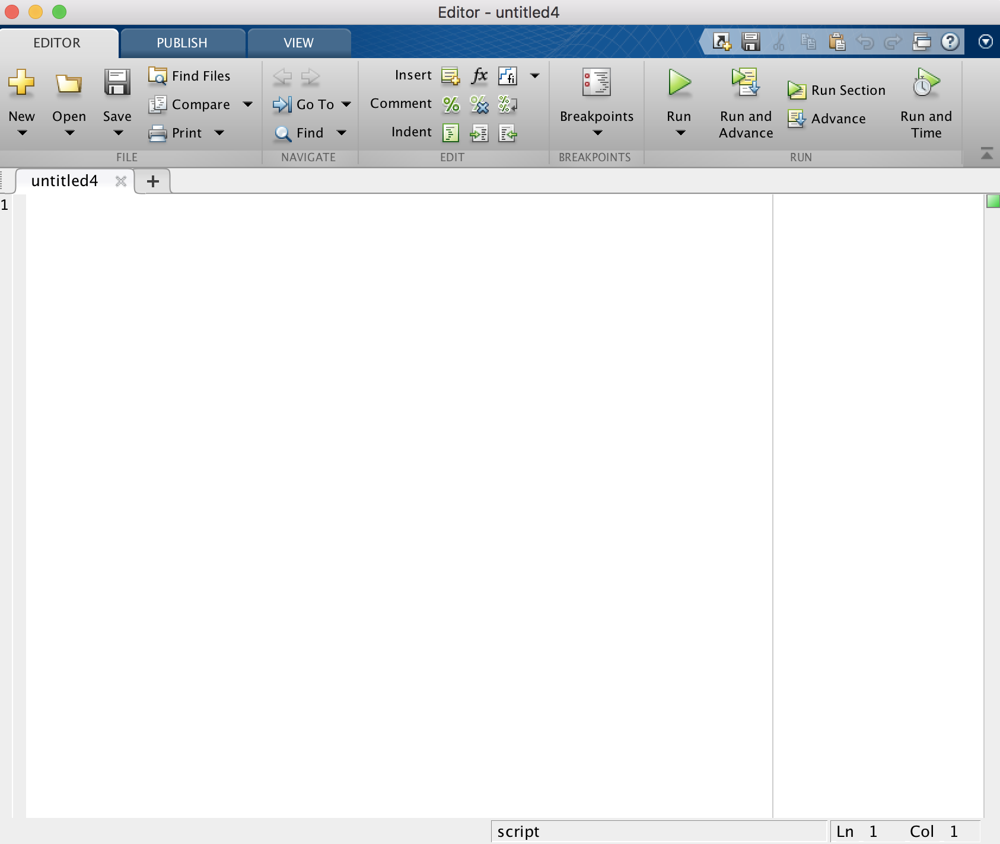 Editor - untitled4
EDITOR
PUBLISH
VIEW
New
Open
Save
Find Files
Compare
Print
FILE
Go To
Find
NAVIGATE
Insert
fx
fi
Comment
%
%
%
%
Indent
EDIT
Breakpoints
BREAKPOINTS
Run
Run and
Advance
Run Section
Advance
Run and
Time
RUN
untitled4
+
1
script
Ln 1 Col 1